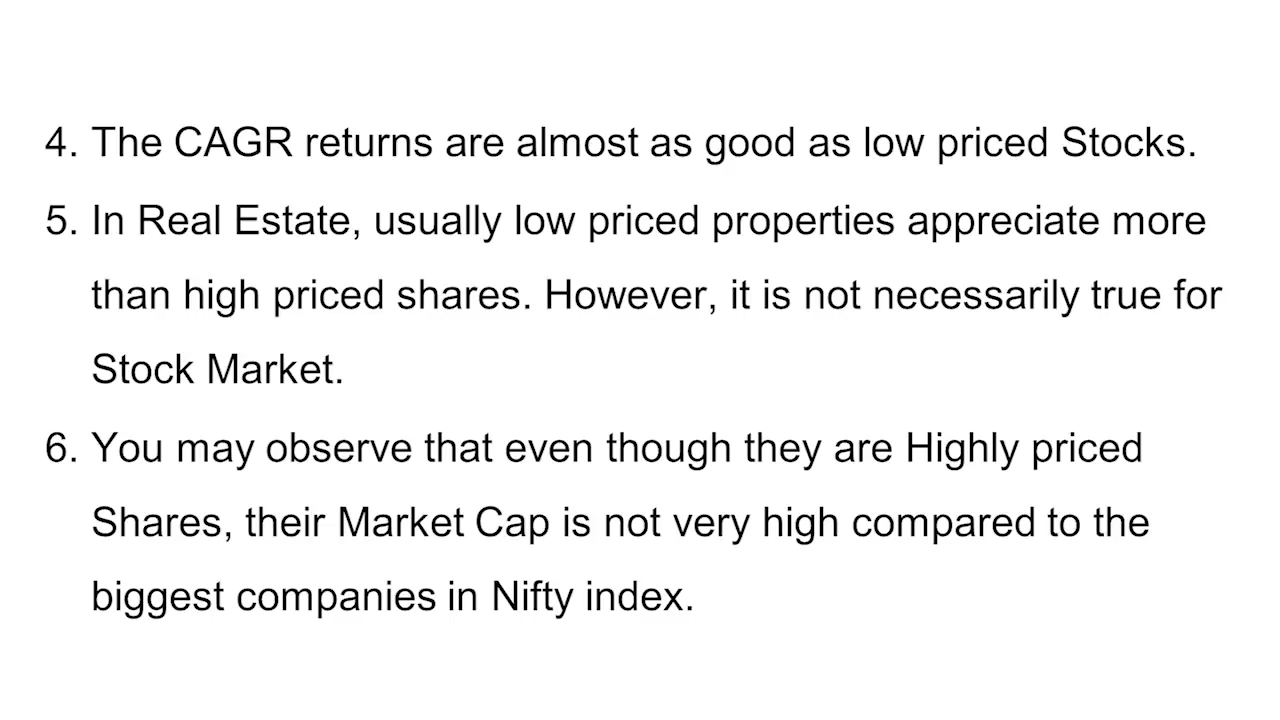 4. The CAGR returns are almost as good as low priced Stocks.
5. In Real Estate, usually low priced properties appreciate more
than high priced shares. However, it is not necessarily true for
Stock Market.
6. You may observe that even though they are Highly priced
Shares, their Market Cap is not very high compared to the
biggest companies in Nifty index.